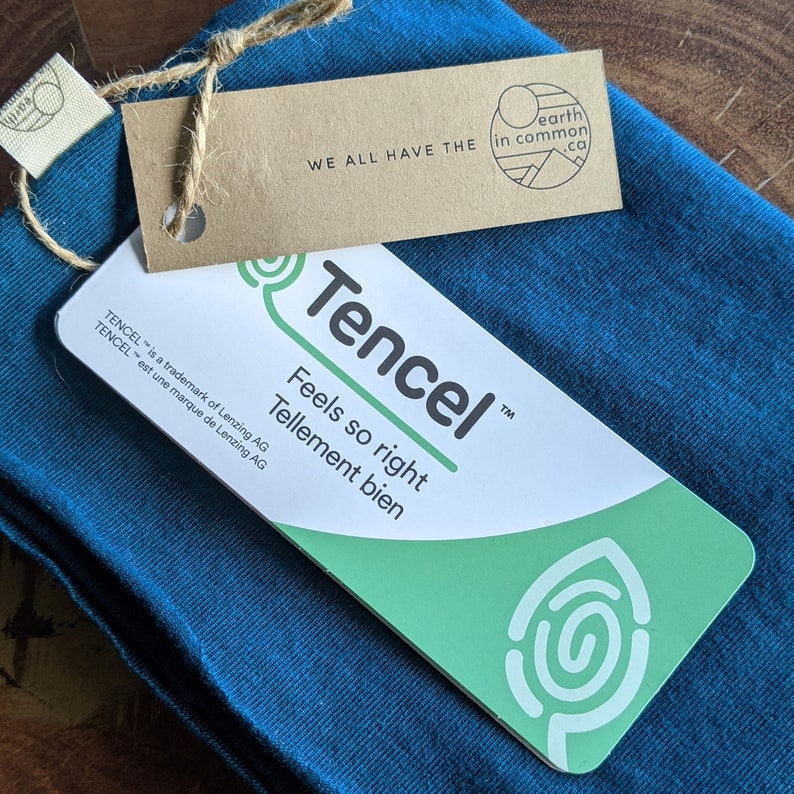 WE ALL HAVE THE
earth
in common
.ca
Tencel™
Feels so right
Tellement bien
TENCEL™ is a trademark of Lenzing AG
TENCEL™ est une marque de Lenzing AG